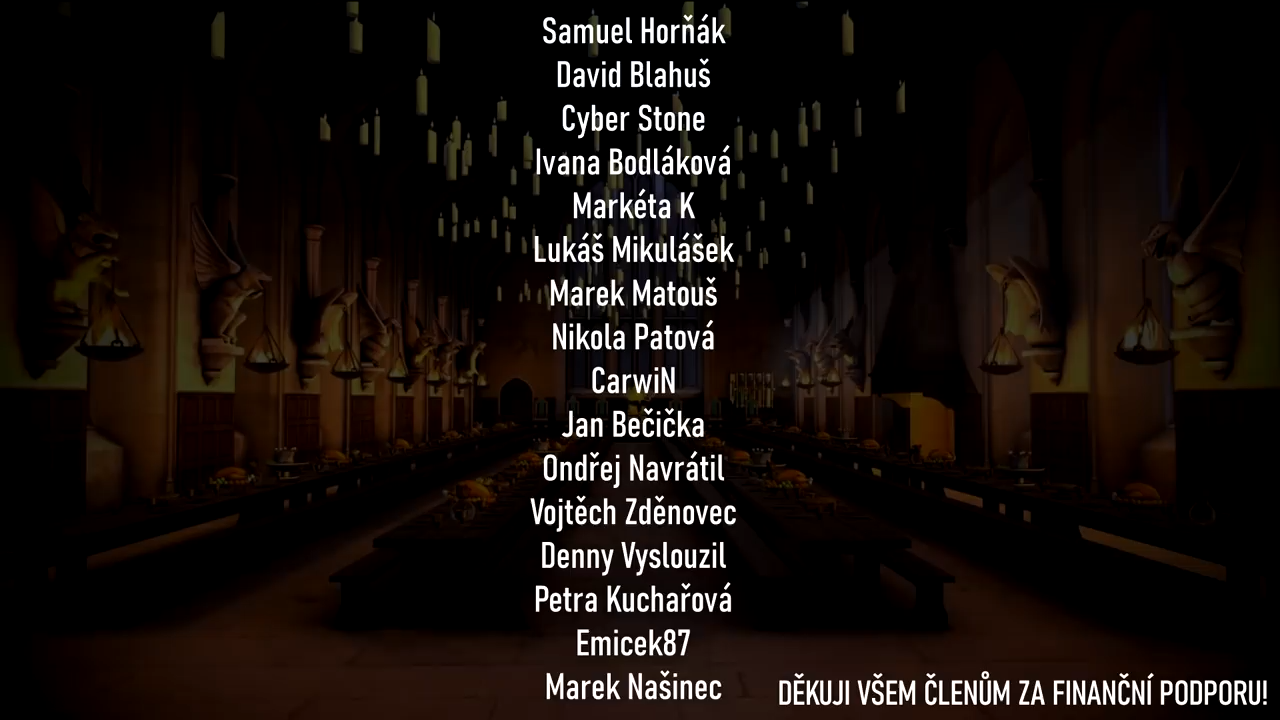 Samuel Horňák
David Blahuš
Cyber Stone
Ivana Bodláková
Markéta K
Lukáš Mikulášek
Marek Matouš
Nikola Patová
CarwiN
Jan Bečička
Ondřej Navrátil
Vojtěch Zděnovec
Denny Vyslouzil
Petra Kuchařová
Emicek87
Marek Našinec
DĚKUJI VŠEM ČLENŮM ZA FINANČNÍ PODPORU!